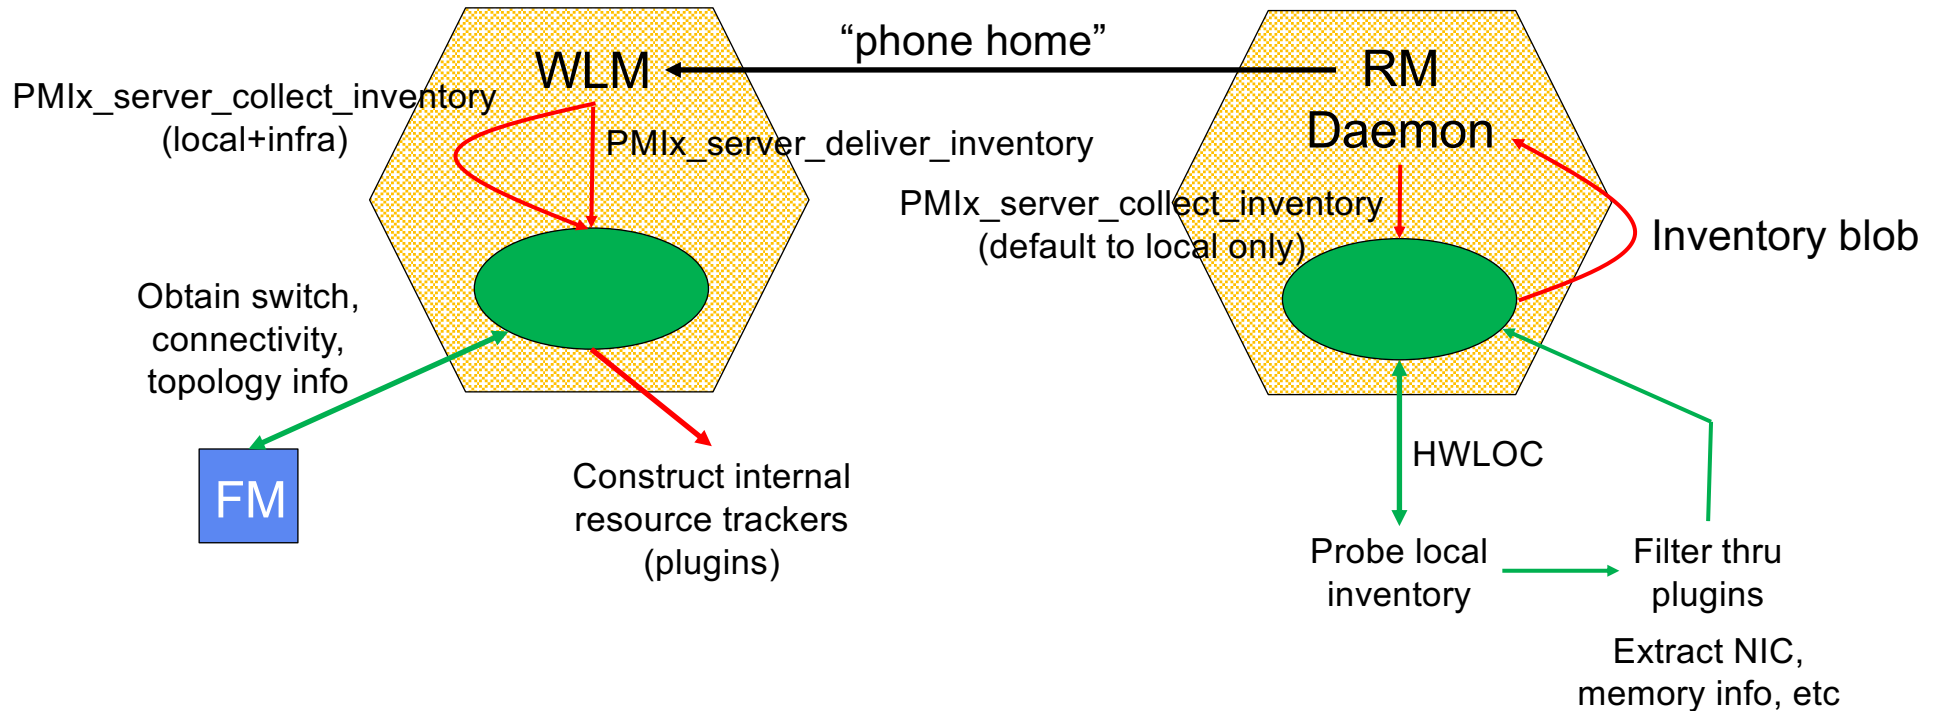 “phone home”
WLM
PMIx_server_collect_inventory
(local+infra)
PMIx_server_deliver_inventory
RM
Daemon
PMIx_server_collect_inventory
(default to local only)
Inventory blob
Obtain switch,
connectivity,
topology info
FM
Construct internal
resource trackers
(plugins)
HWLOC
Probe local
inventory
Filter thru
plugins
Extract NIC,
memory info, etc